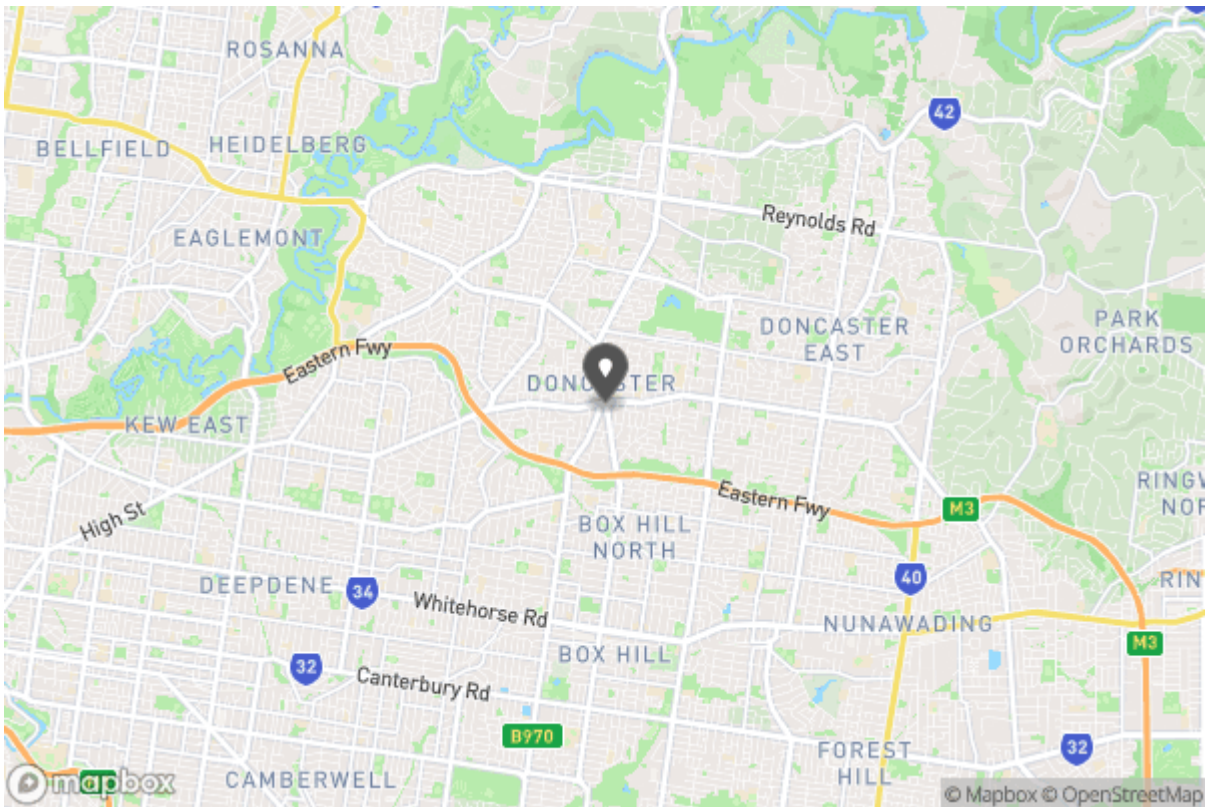 ROSANNA
42
BELLFIELD
HEIDELBERG
Reynolds Rd
EAGLEMONT
DONCASTER
EAST
PARK
ORCHARDS
Eastern Fwy
KEW EAST
High St
Eastern Fwy
M3
BOX HILL
NORTH
DEEPDENE
34
Whitehorse Rd
40
NUNAWADING
M3
BOX HILL
32
Canterbury Rd
B970
FOREST
HILL
32
CAMBERWELL
mapbox
© Mapbox © OpenStreetMap